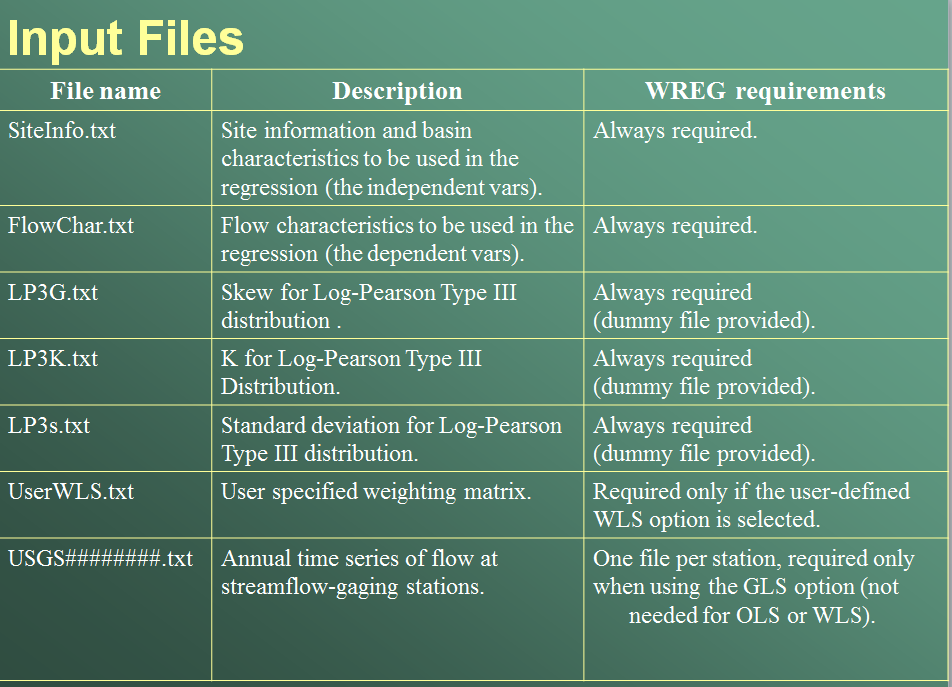 Input Files
File name Description WREG requirements
SiteInfo.txt Site information and basin Always required.
characteristics to be used in the
regression (the independent vars).
FlowChar.txt Flow characteristics to be used in the Always required.
regression (the dependent vars).
LP3G.txt Skew for Log-Pearson Type III Always required
distribution . (dummy file provided).
LP3K.txt K for Log-Pearson Type III Always required
Distribution. (dummy file provided).
LP3s.txt Standard deviation for Log-Pearson Always required
Type III distribution. (dummy file provided).
UserWLS.txt User specified weighting matrix. Required only if the user-defined
WLS option is selected.
USGS########.txt Annual time series of flow at One file per station, required only
streamflow-gaging stations. when using the GLS option (not
needed for OLS or WLS).